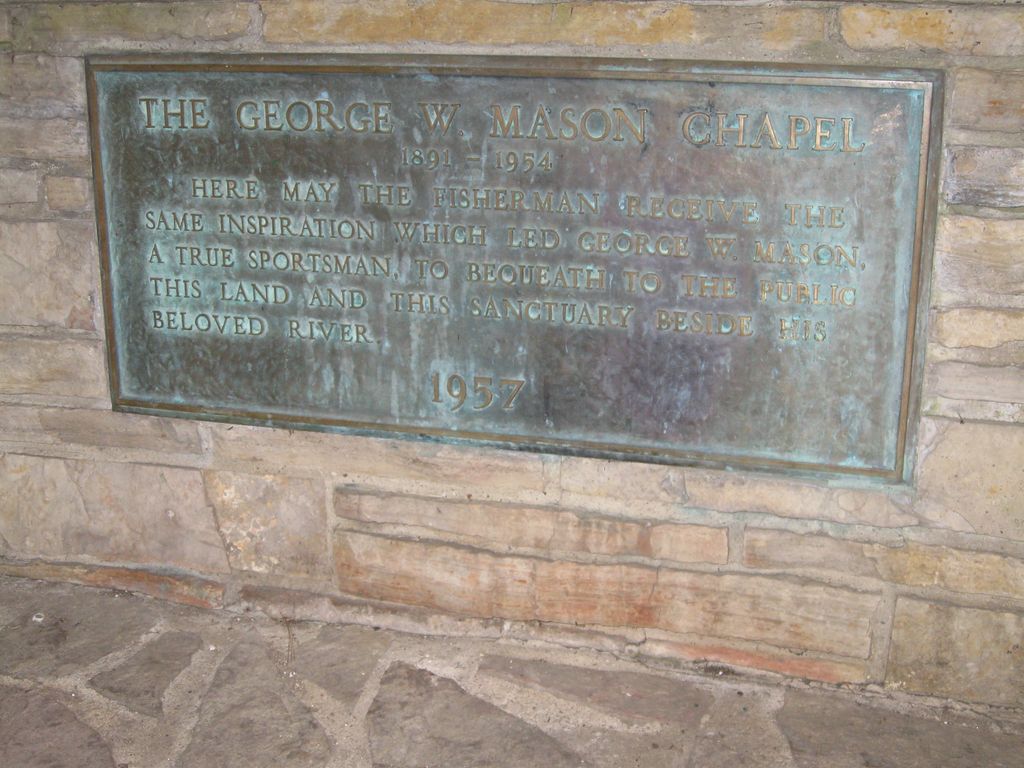 THE GEORGE W. MASON CHAPEL
1891 - 1954
HERE MAY THE FISHERMAN RECEIVE THE
SAME INSPIRATION WHICH LED GEORGE W. MASON,
A TRUE SPORTSMAN, TO BEQUEATH TO THE PUBLIC
THIS LAND AND THIS SANCTUARY BESIDE HIS
BELOVED RIVER.
1957